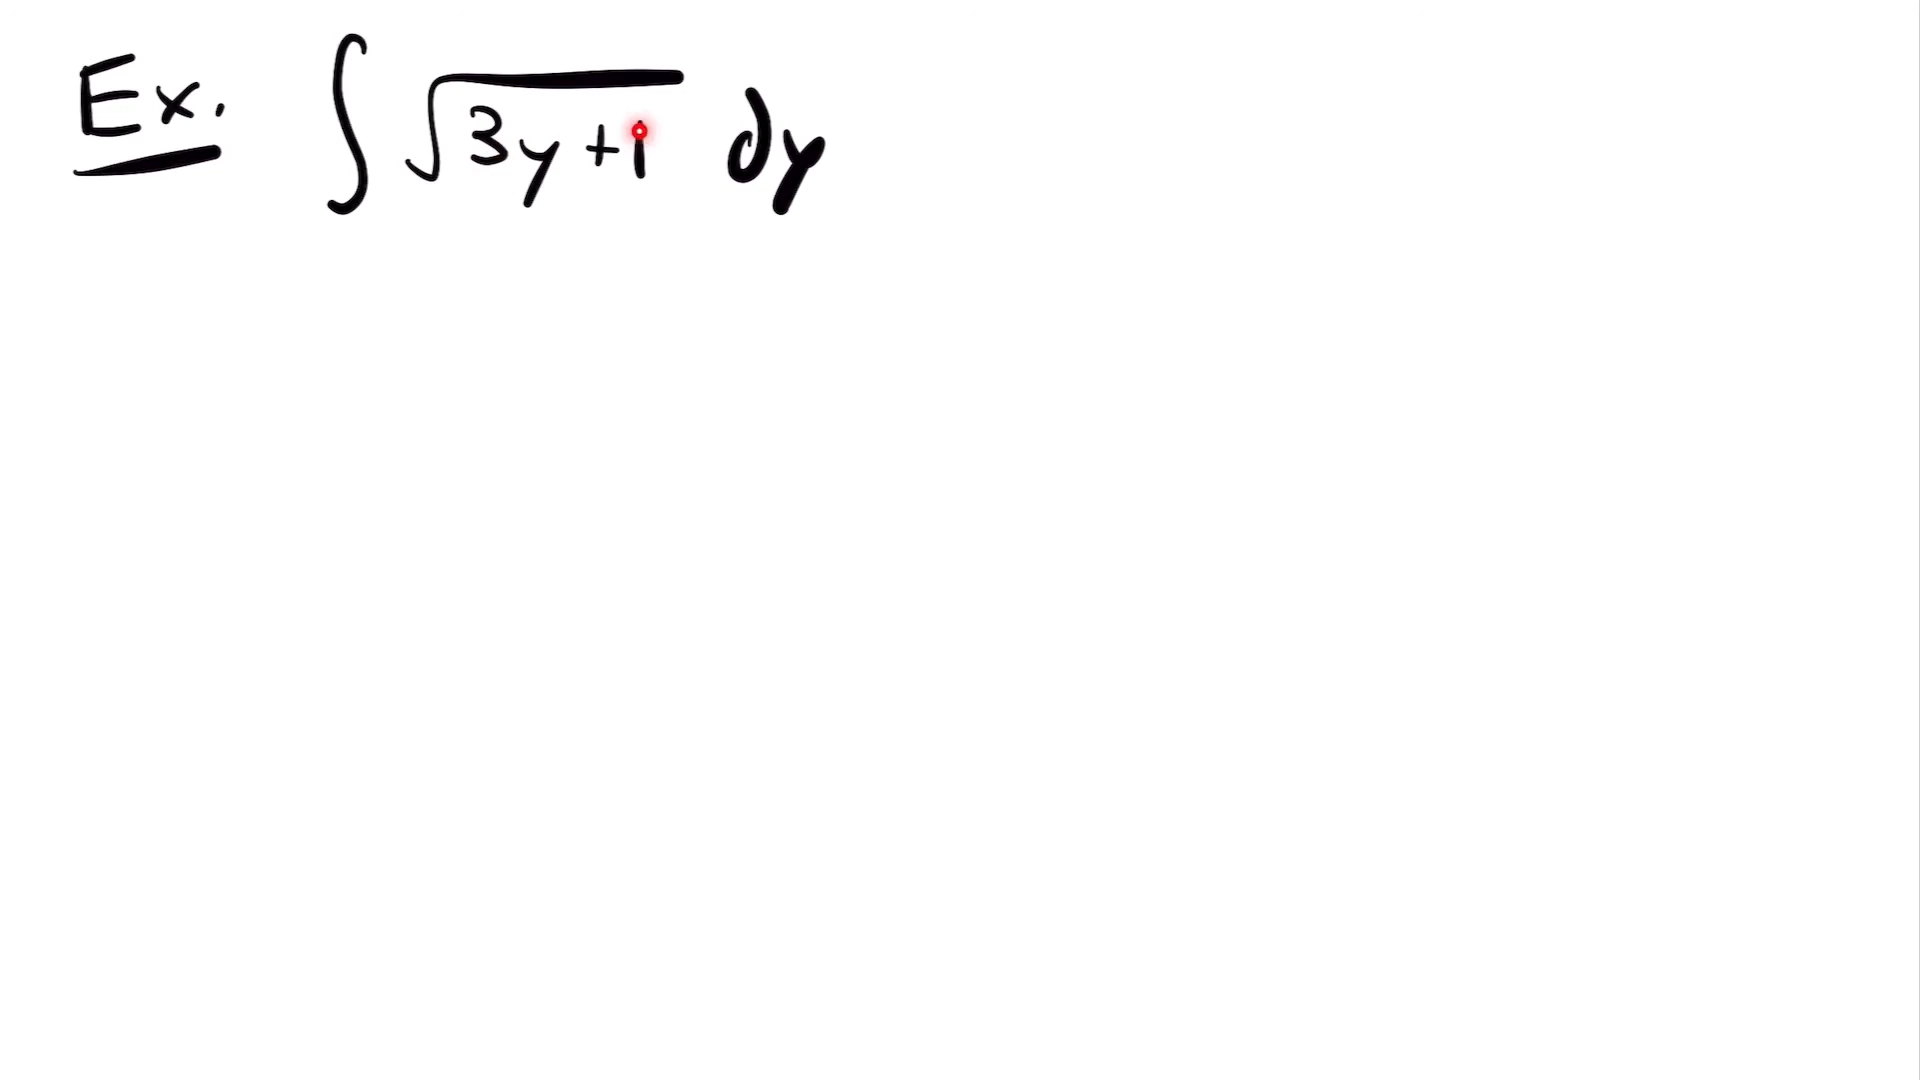 Ex. ∫ √(3y+1) dy